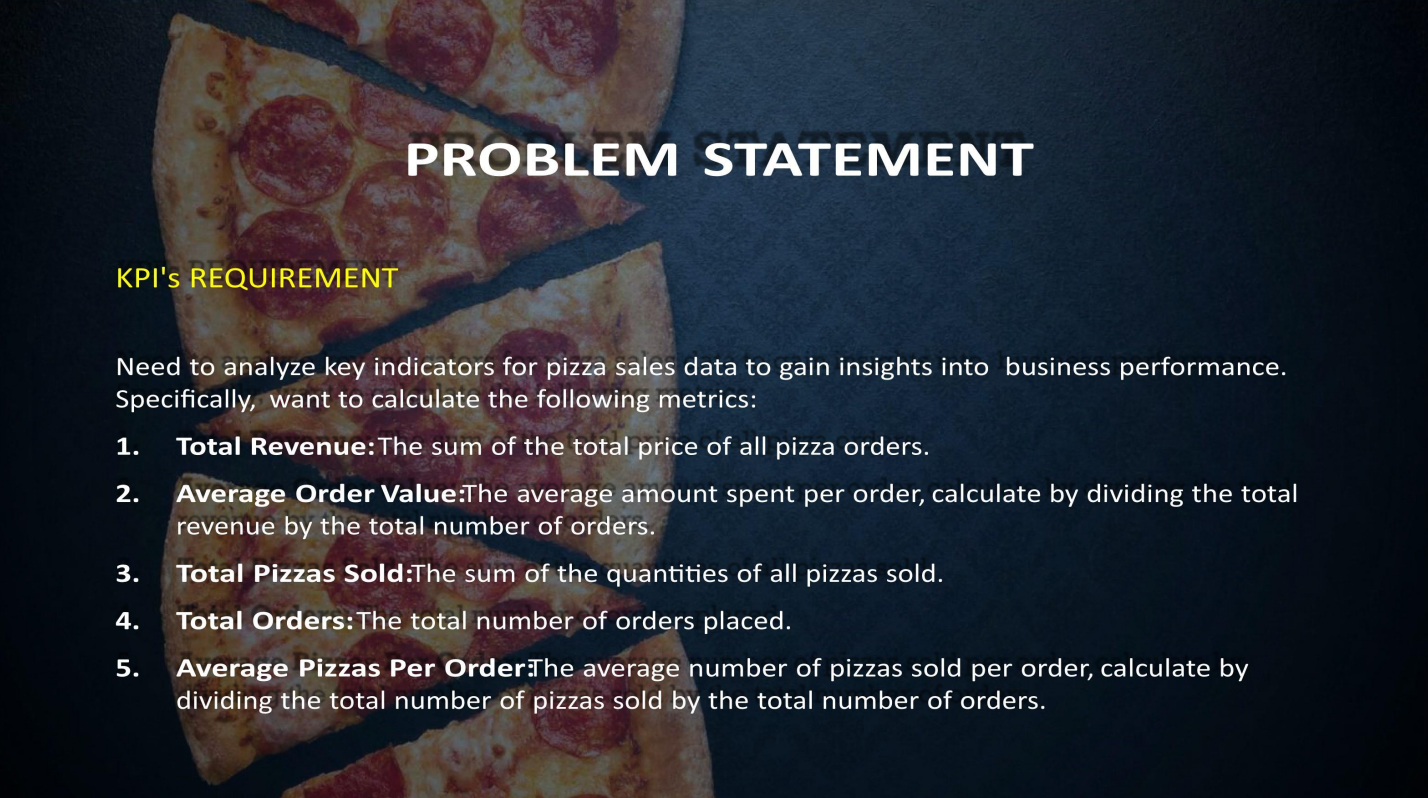 PROBLEM STATEMENT
KPI's REQUIREMENT
Need to analyze key indicators for pizza sales data to gain insights into business performance.
Specifically, want to calculate the following metrics:
1. Total Revenue: The sum of the total price of all pizza orders.
2. Average Order Value: The average amount spent per order, calculate by dividing the total
revenue by the total number of orders.
3. Total Pizzas Sold: The sum of the quantities of all pizzas sold.
4. Total Orders: The total number of orders placed.
5. Average Pizzas Per Order: The average number of pizzas sold per order, calculate by
dividing the total number of pizzas sold by the total number of orders.